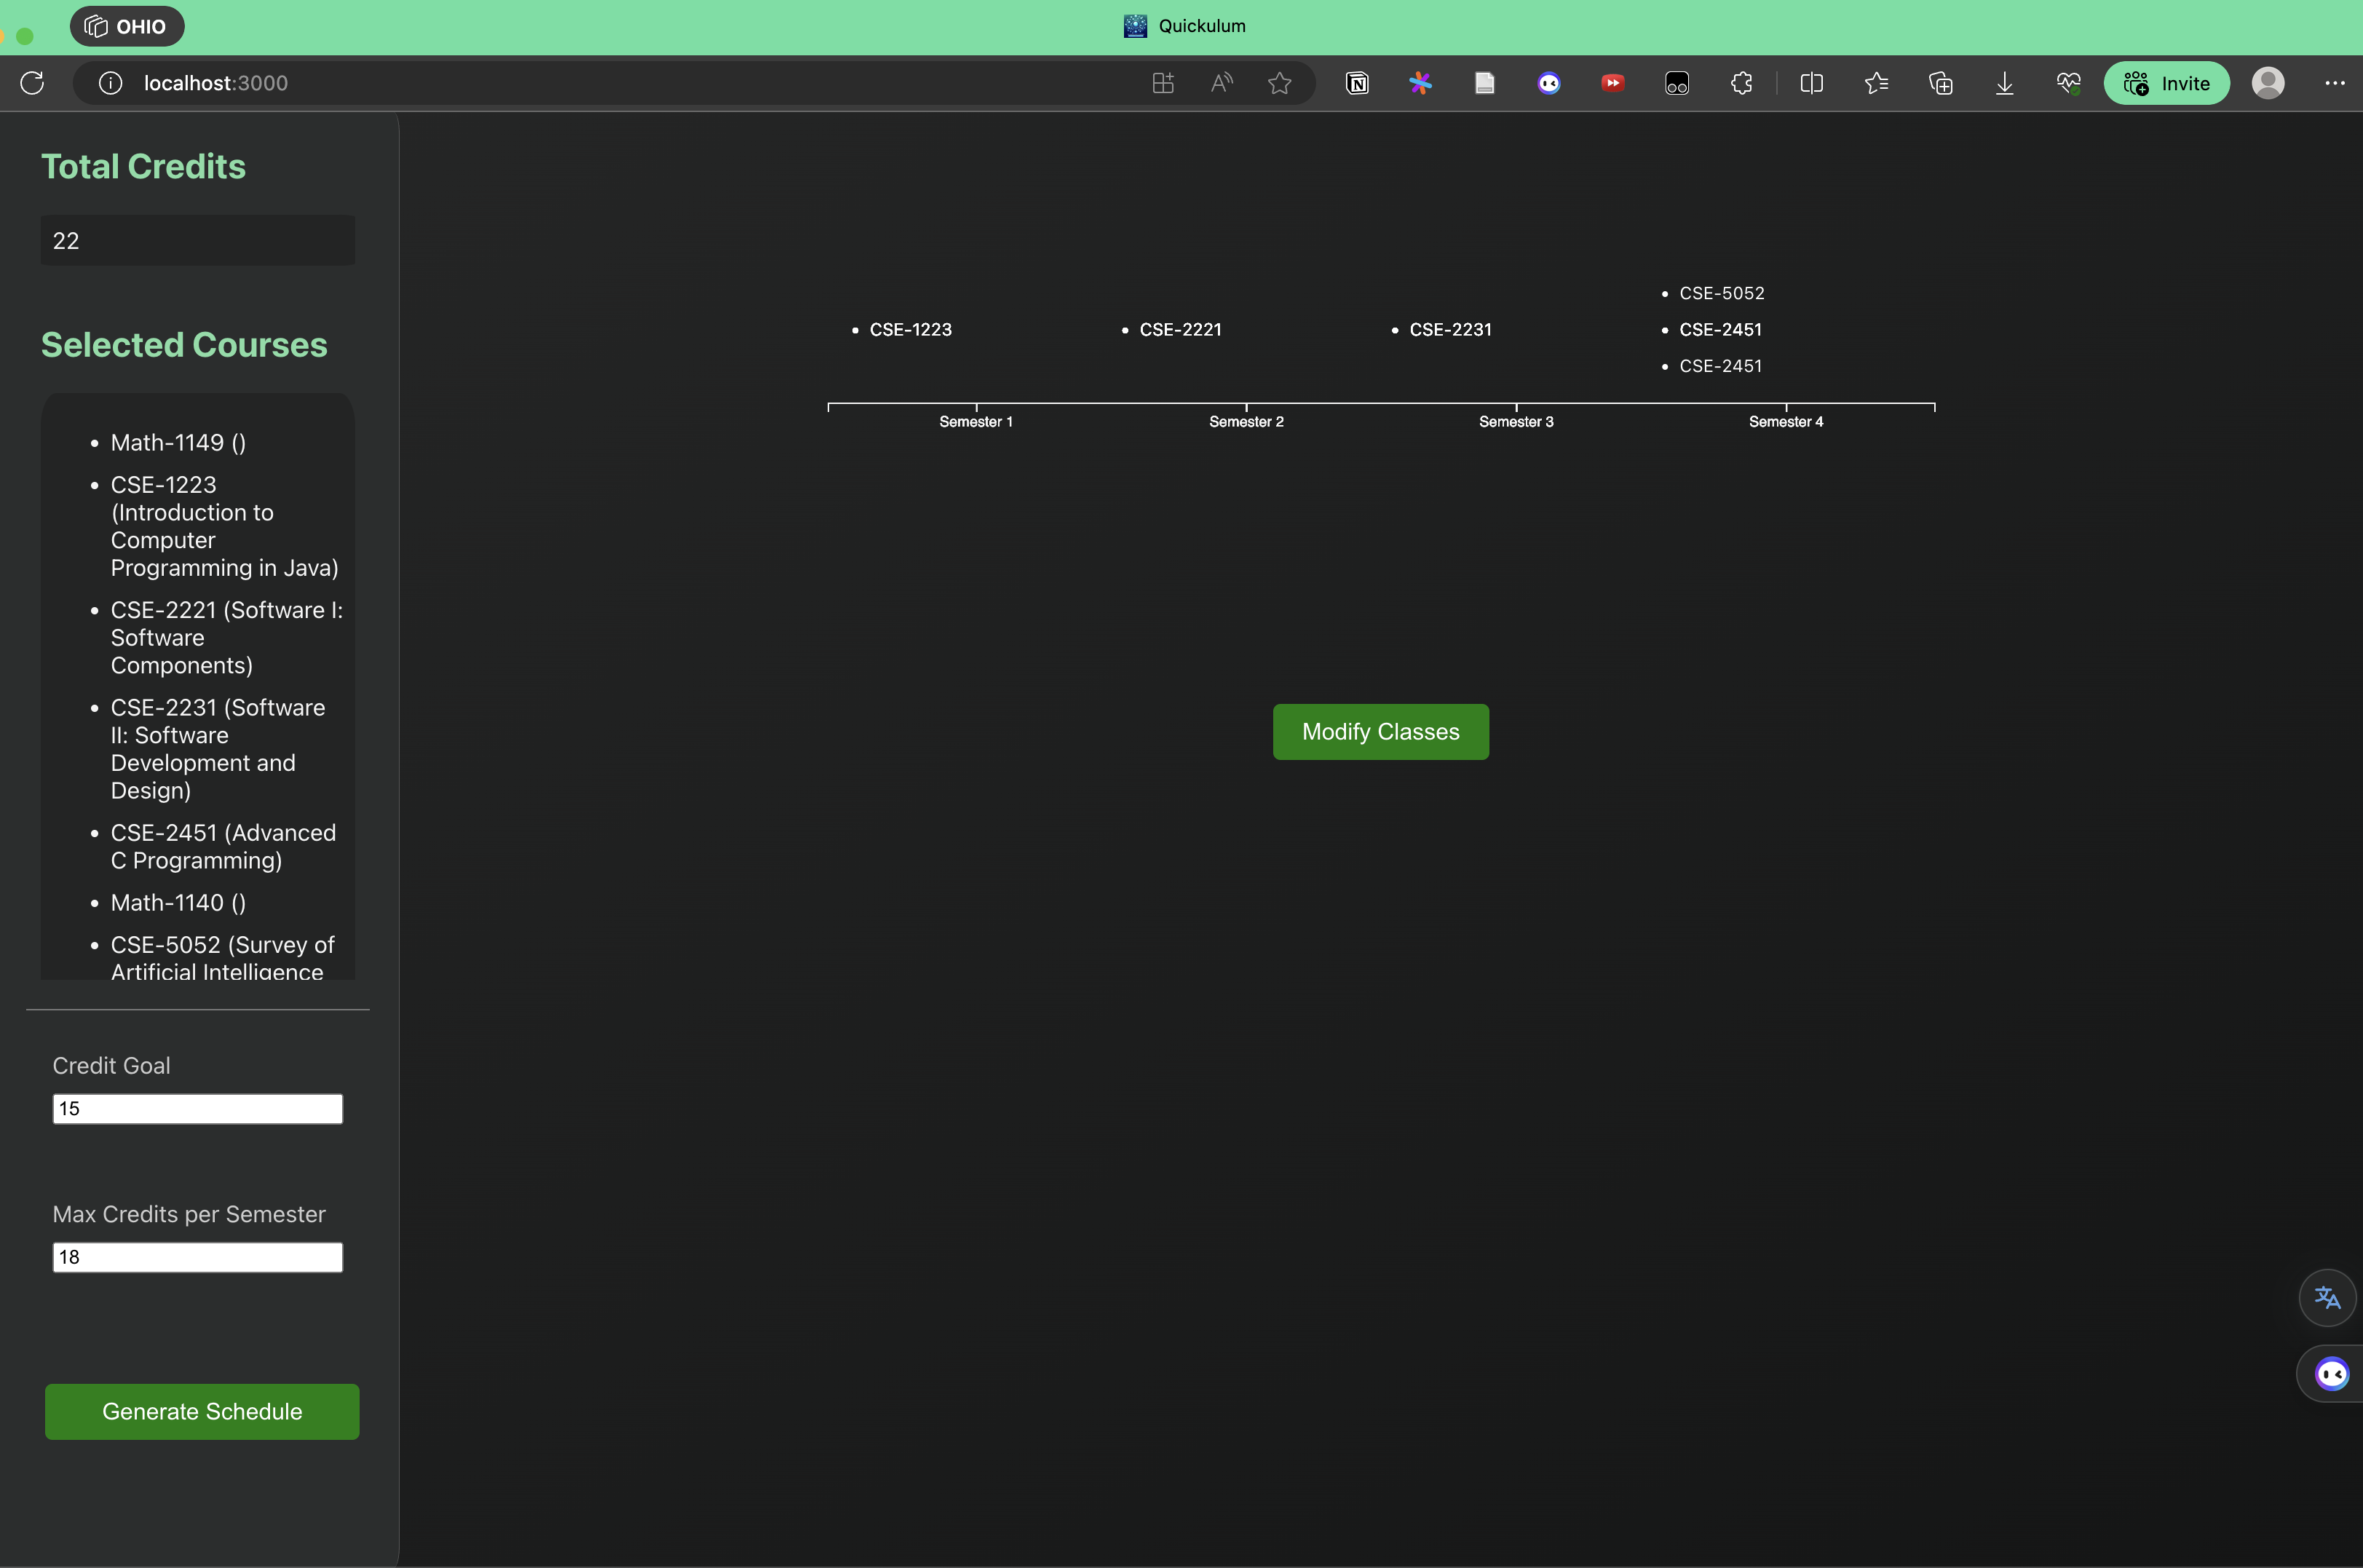 OHIO
Quickulum
localhost:3000
Invite
Total Credits
22
Selected Courses
• Math-1149 ()
• CSE-1223
(Introduction to
Computer
Programming in Java)
• CSE-2221 (Software I:
Software
Components)
• CSE-2231 (Software
II: Software
Development and
Design)
• CSE-2451 (Advanced
C Programming)
• Math-1140 ()
• CSE-5052 (Survey of
Artificial Intelligence
Credit Goal
15
Max Credits per Semester
18
Generate Schedule
• CSE-5052
• CSE-1223 • CSE-2221 • CSE-2231 • CSE-2451
• CSE-2451
Semester 1 Semester 2 Semester 3 Semester 4
Modify Classes